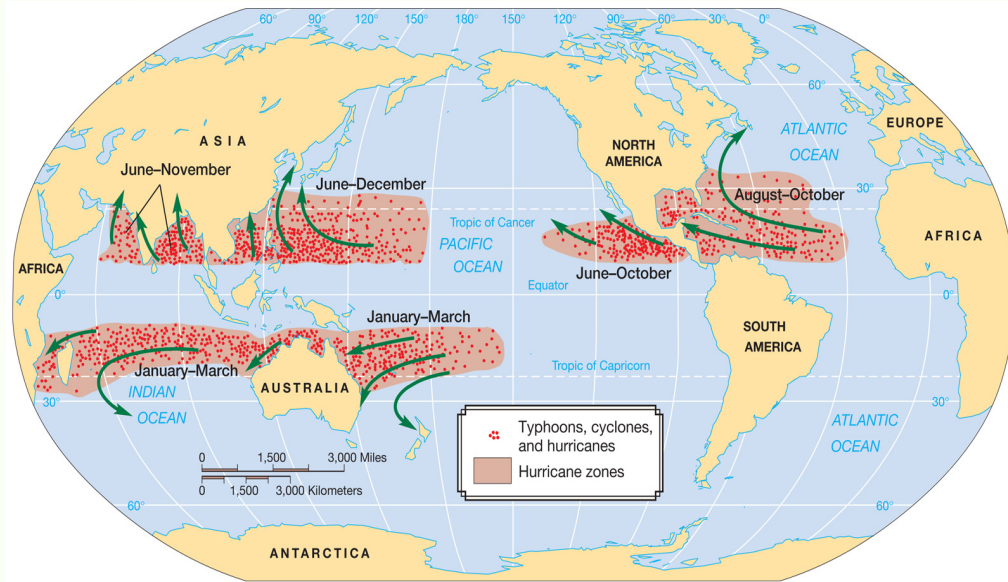 60° 90° 120° 150° 180° 150° 120° 90° 60° 30° 0°
60°
60°
ASIA
NORTH
AMERICA
ATLANTIC
OCEAN
EUROPE
June–November
June–December
August–October
30°
Tropic of Cancer
PACIFIC
OCEAN
AFRICA
AFRICA
June–October
SOUTH
AMERICA
0°
Equator
0°
January–March
January–March
Tropic of Capricorn
AUSTRALIA
INDIAN
OCEAN
30°
30°
ATLANTIC
OCEAN
Typhoons, cyclones,
and hurricanes
Hurricane zones
0 1,500 3,000 Miles
0 1,500 3,000 Kilometers
60°
60°
ANTARCTICA